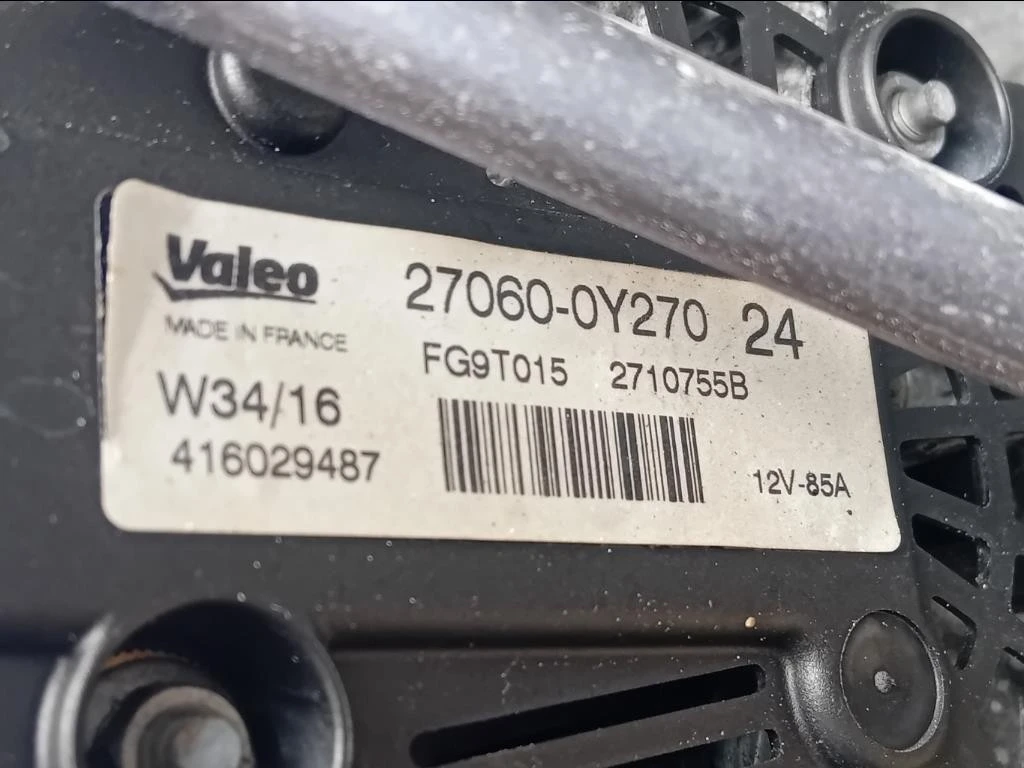 Valeo
MADE IN FRANCE
27060-0Y270 24
FG9T015 2710755B
W34/16
416029487
12V-85A